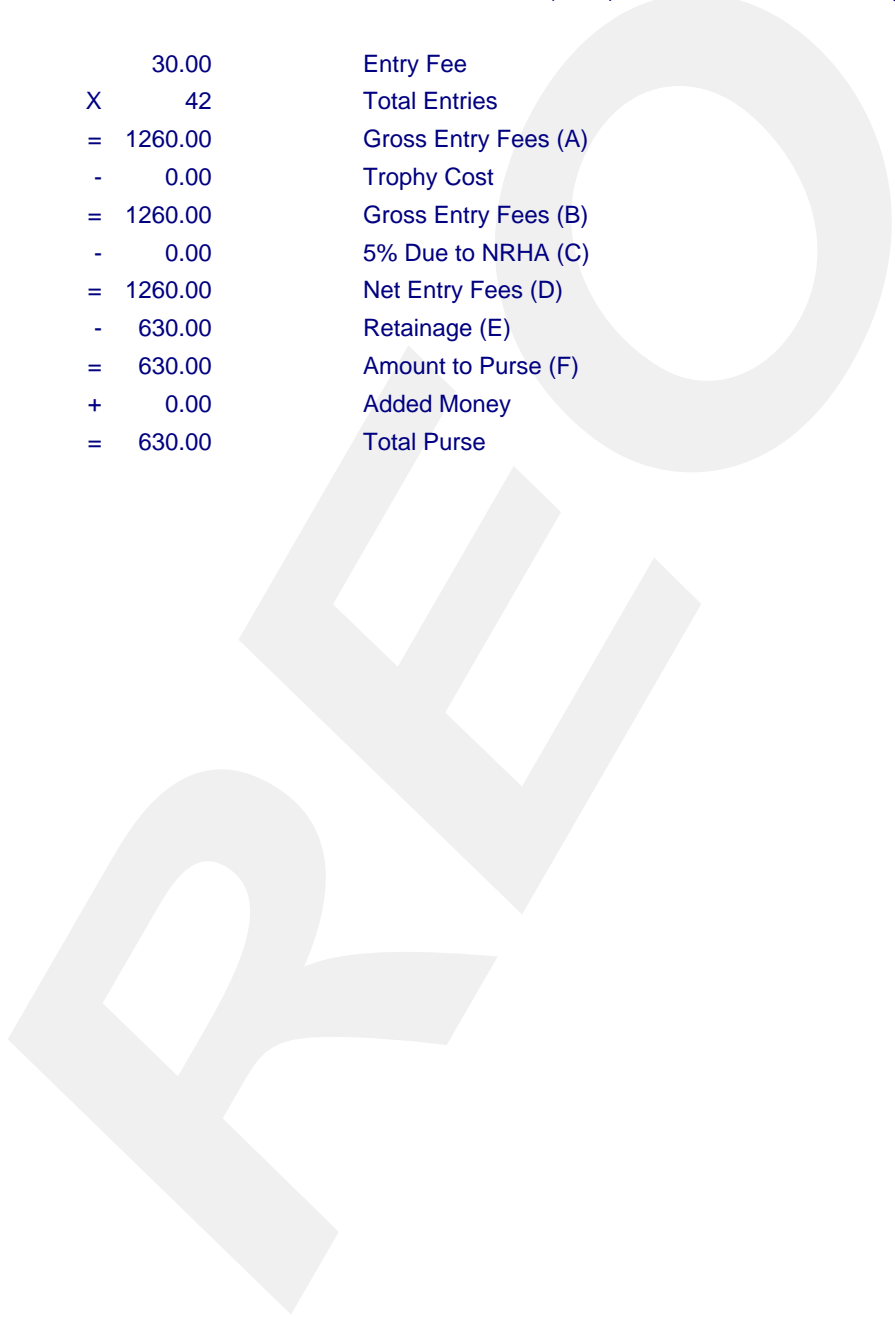 30.00 Entry Fee
X 42 Total Entries
= 1260.00 Gross Entry Fees (A)
- 0.00 Trophy Cost
= 1260.00 Gross Entry Fees (B)
- 0.00 5% Due to NRHA (C)
= 1260.00 Net Entry Fees (D)
- 630.00 Retainage (E)
= 630.00 Amount to Purse (F)
+ 0.00 Added Money
= 630.00 Total Purse
REO